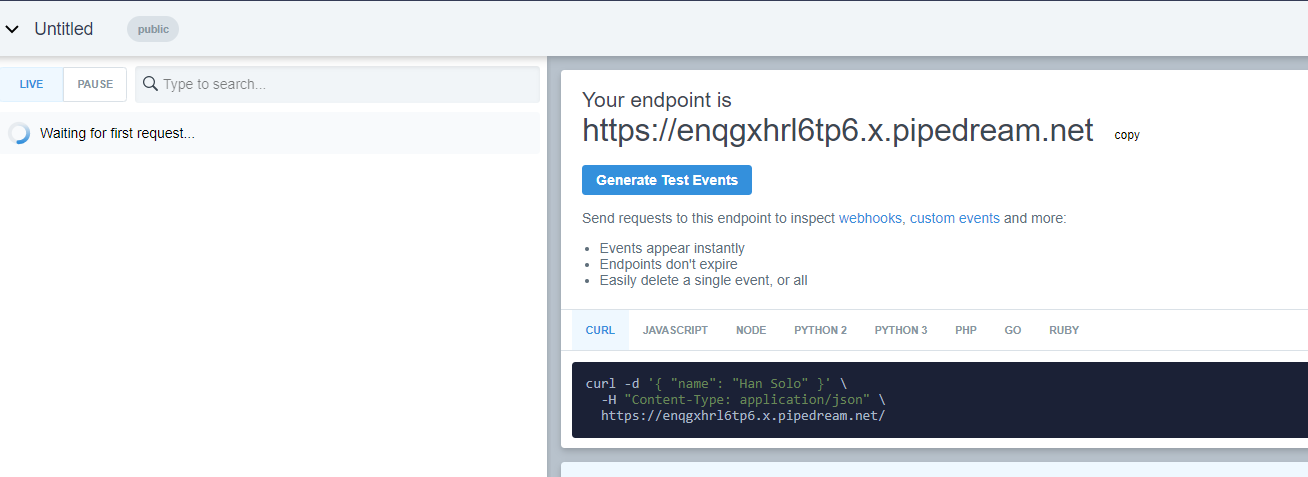 Untitled
public
LIVE
PAUSE
Type to search...
Waiting for first request...
Your endpoint is
https://enqgxhrl6tp6.x.pipedream.net copy
Generate Test Events
Send requests to this endpoint to inspect webhooks, custom events and more:
• Events appear instantly
• Endpoints don't expire
• Easily delete a single event, or all
CURL JAVASCRIPT NODE PYTHON 2 PYTHON 3 PHP GO RUBY
curl -d '{ "name": "Han Solo" }' \
-H "Content-Type: application/json" \
https://enqgxhrl6tp6.x.pipedream.net/